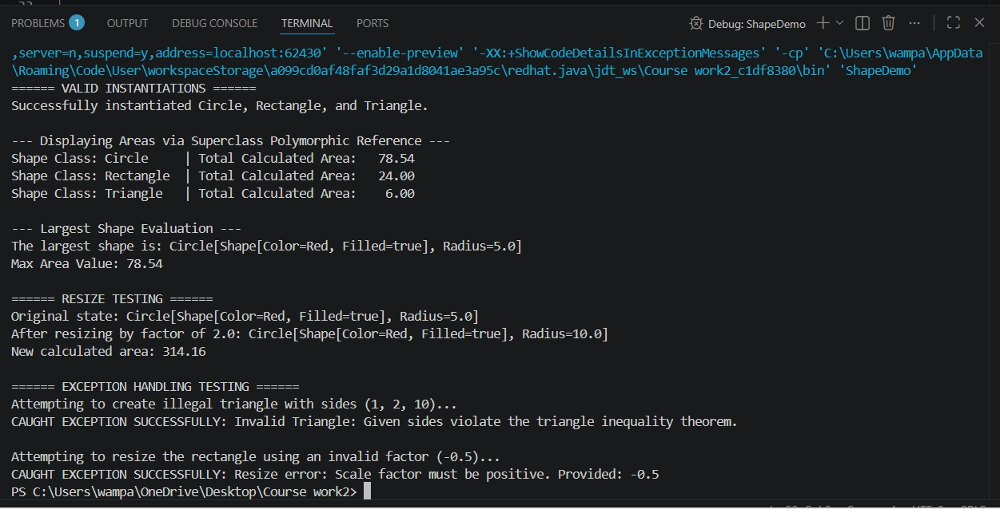 PROBLEMS 1 OUTPUT DEBUG CONSOLE TERMINAL PORTS Debug: ShapeDemo
,server=n,suspend=y,address=localhost:62430' '--enable-preview' '-XX:+ShowCodeDetailsInExceptionMessages' '-cp' 'C:\Users\wampa\AppData
\Roaming\Code\User\workspaceStorage\a099cd0af48faf3d29a1d8041ae3a95c\redhat.java\jdt_ws\Course work2_c1df8380\bin' 'ShapeDemo'
====== VALID INSTANTIATIONS ======
Successfully instantiated Circle, Rectangle, and Triangle.
--- Displaying Areas via Superclass Polymorphic Reference ---
Shape Class: Circle     | Total Calculated Area:   78.54
Shape Class: Rectangle  | Total Calculated Area:   24.00
Shape Class: Triangle   | Total Calculated Area:    6.00
--- Largest Shape Evaluation ---
The largest shape is: Circle[Shape[Color=Red, Filled=true], Radius=5.0]
Max Area Value: 78.54
====== RESIZE TESTING ======
Original state: Circle[Shape[Color=Red, Filled=true], Radius=5.0]
After resizing by factor of 2.0: Circle[Shape[Color=Red, Filled=true], Radius=10.0]
New calculated area: 314.16
====== EXCEPTION HANDLING TESTING ======
Attempting to create illegal triangle with sides (1, 2, 10)...
CAUGHT EXCEPTION SUCCESSFULLY: Invalid Triangle: Given sides violate the triangle inequality theorem.
Attempting to resize the rectangle using an invalid factor (-0.5)...
CAUGHT EXCEPTION SUCCESSFULLY: Resize error: Scale factor must be positive. Provided: -0.5
PS C:\Users\wampa\OneDrive\Desktop\Course work2>